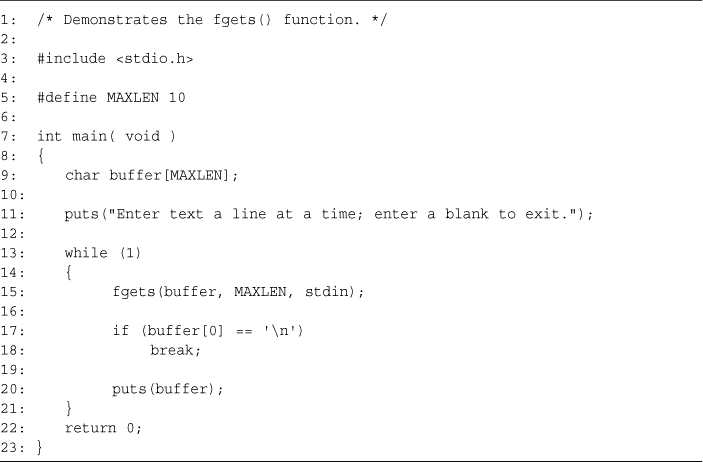 1: /* Demonstrates the fgets() function. */
2:
3: #include <stdio.h>
4:
5: #define MAXLEN 10
6:
7: int main( void )
8: {
9:    char buffer[MAXLEN];
10:
11:    puts("Enter text a line at a time; enter a blank to exit.");
12:
13:    while (1)
14:    {
15:         fgets(buffer, MAXLEN, stdin);
16:
17:         if (buffer[0] == '\n')
18:             break;
19:
20:         puts(buffer);
21:    }
22:    return 0;
23: }